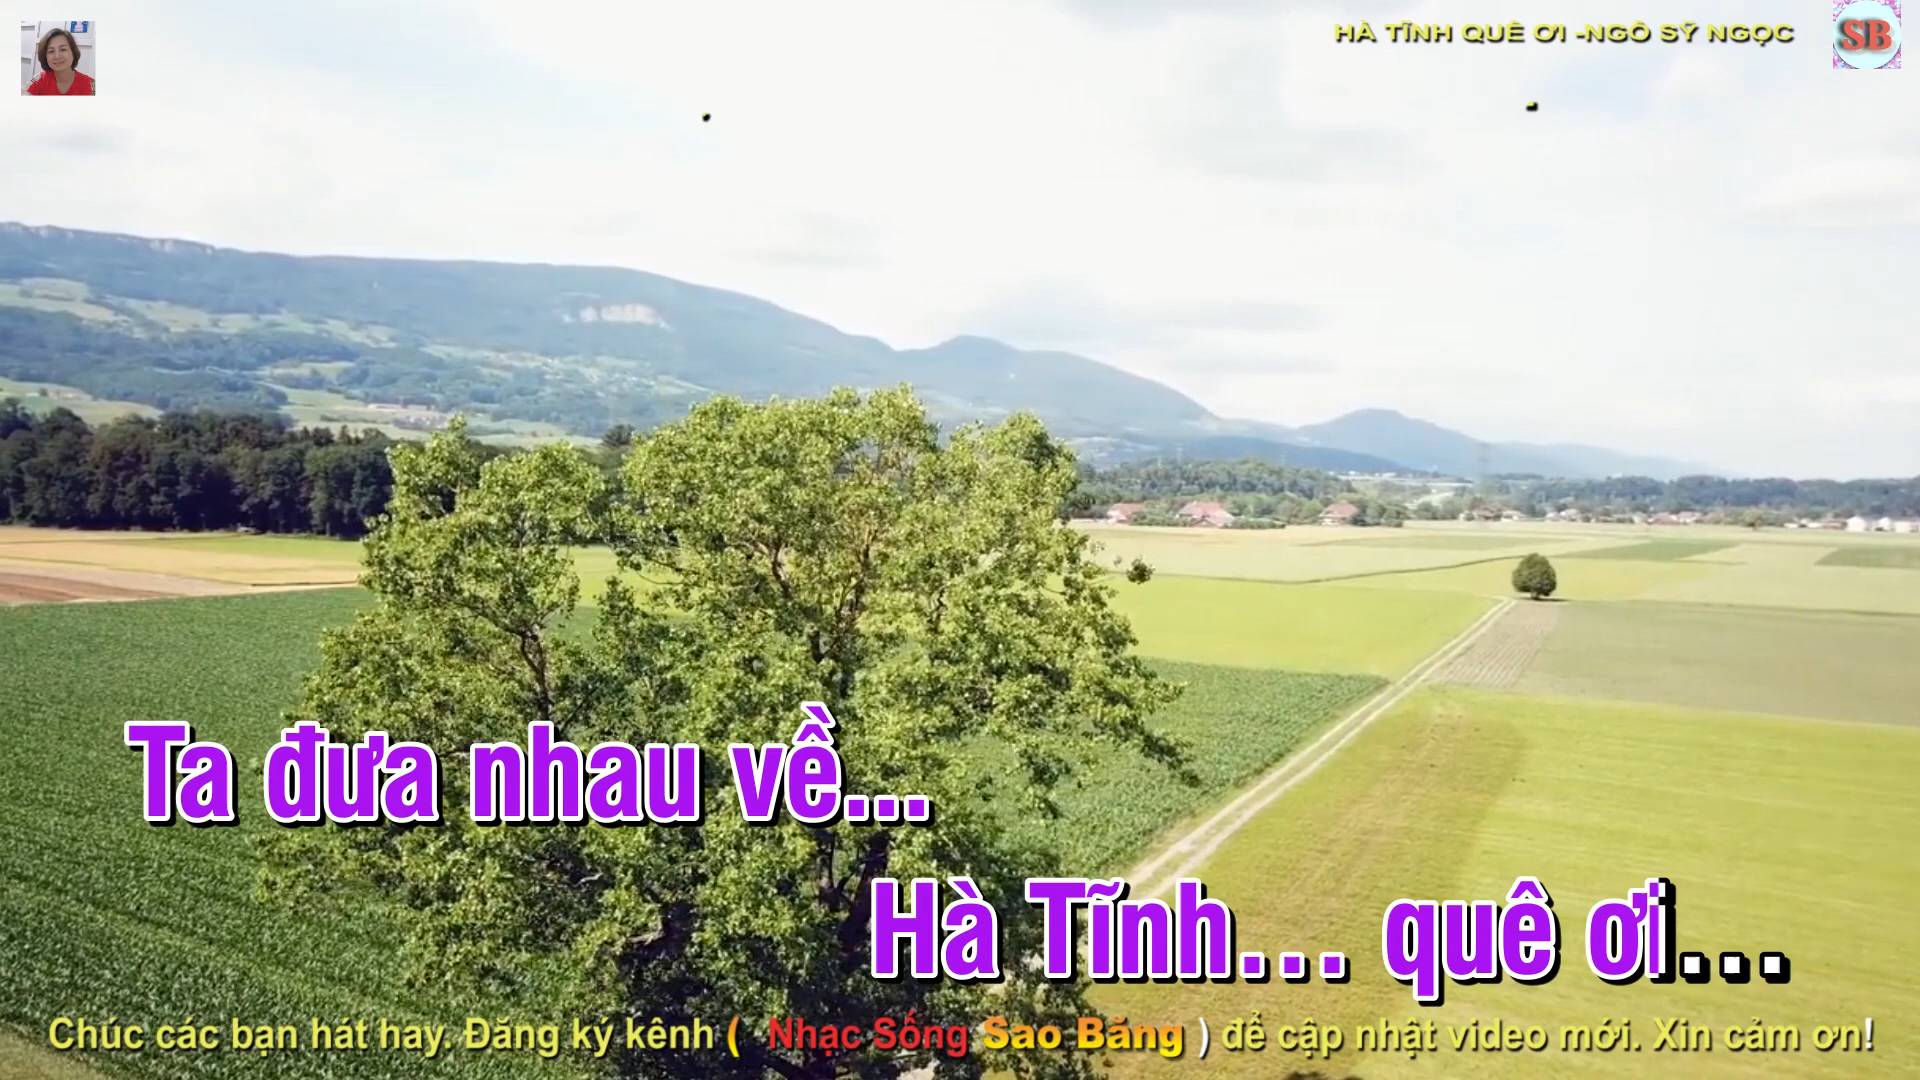 HÀ TĨNH QUÊ ƠI -NGÔ SỸ NGỌC
SB
Ta đưa nhau về...
Hà Tĩnh... quê ơi...
Chúc các bạn hát hay. Đăng ký kênh ( Nhạc Sống Sao Băng ) để cập nhật video mới. Xin cảm ơn!